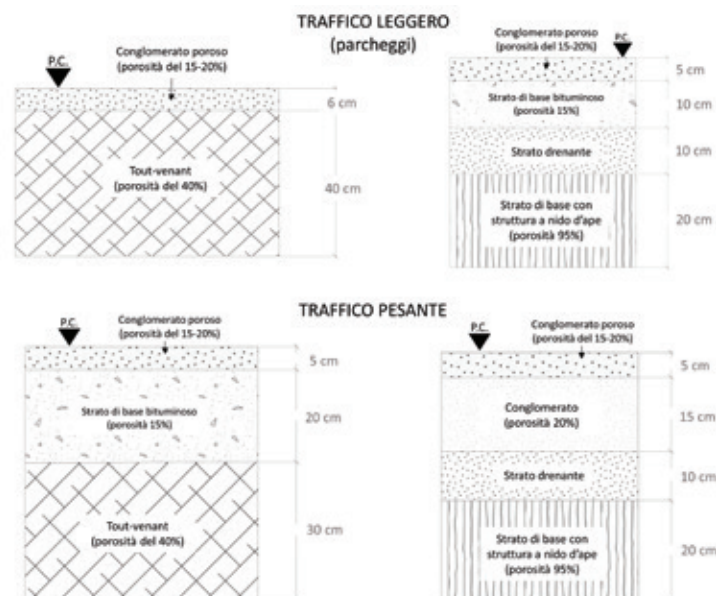 TRAFFICO LEGGERO
(parcheggi)
Conglomerato poroso
(porosità del 15-20%)
P.C.
6 cm
Tout-venant
(porosità del 40%)
40 cm
Conglomerato poroso
(porosità del 15-20%)
P.C.
5 cm
Strato di base bituminoso
(porosità 15%)
10 cm
Strato drenante
10 cm
Strato di base con
struttura a nido d'ape
(porosità 95%)
20 cm
TRAFFICO PESANTE
Conglomerato poroso
(porosità del 15-20%)
P.C.
5 cm
Strato di base bituminoso
(porosità 15%)
20 cm
Tout-venant
(porosità del 40%)
30 cm
Conglomerato poroso
(porosità del 15-20%)
P.C.
5 cm
Conglomerato
(porosità 20%)
15 cm
Strato drenante
10 cm
Strato di base con
struttura a nido d'ape
(porosità 95%)
20 cm